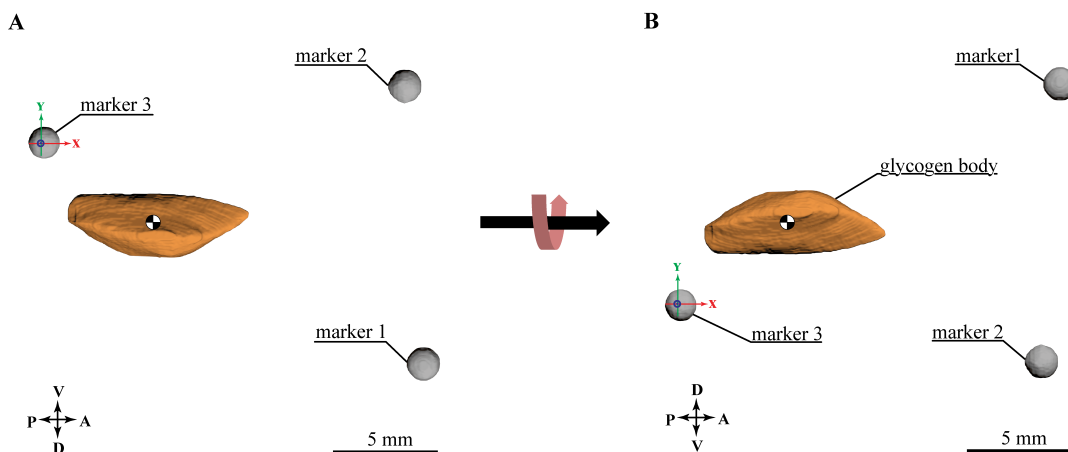 A
B
marker 2
marker1
marker 3
Y
X
glycogen body
Y
X
marker 3
marker 1
marker 2
V
P
A
D
5 mm
D
P
A
V
5 mm